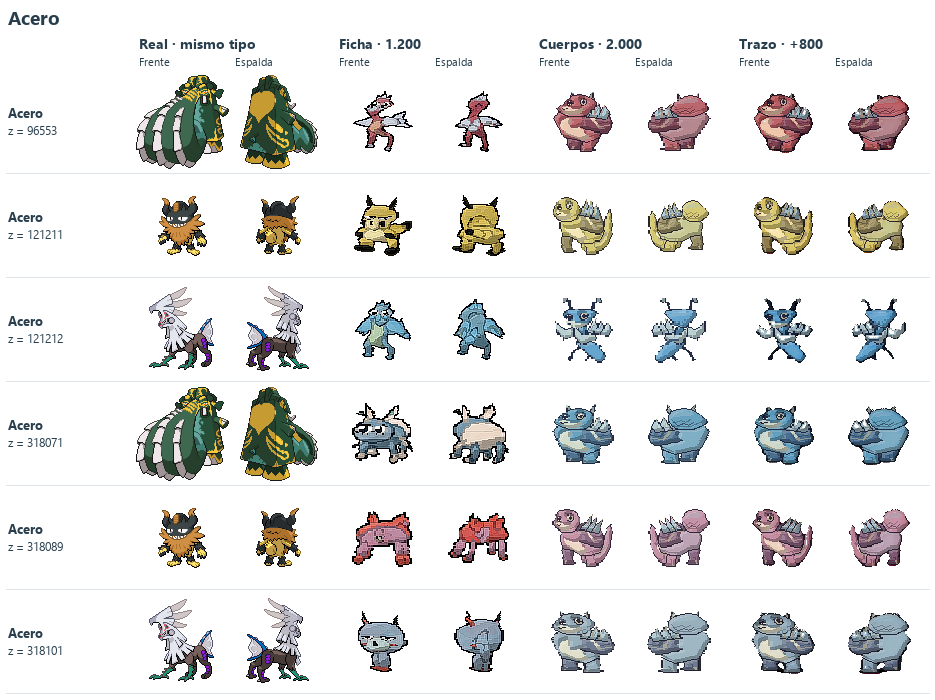 Acero
Real · mismo tipo Ficha · 1.200 Cuerpos · 2.000 Trazo · +800
Frente Espalda Frente Espalda Frente Espalda Frente Espalda
Acero
z = 96553
Acero
z = 121211
Acero
z = 121212
Acero
z = 318071
Acero
z = 318089
Acero
z = 318101